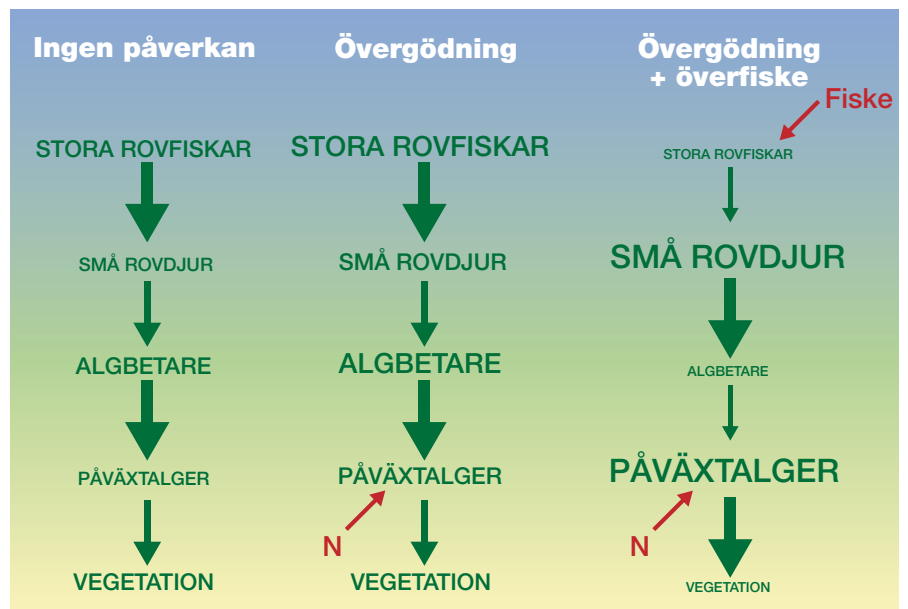 Ingen påverkan
STORA ROVFISKAR
SMÅ ROVDJUR
ALGBETARE
PÅVÄXTALGER
VEGETATION
Övergödning
STORA ROVFISKAR
SMÅ ROVDJUR
ALGBETARE
PÅVÄXTALGER
N
VEGETATION
Övergödning
+ överfiske
Fiske
STORA ROVFISKAR
SMÅ ROVDJUR
ALGBETARE
PÅVÄXTALGER
N
VEGETATION